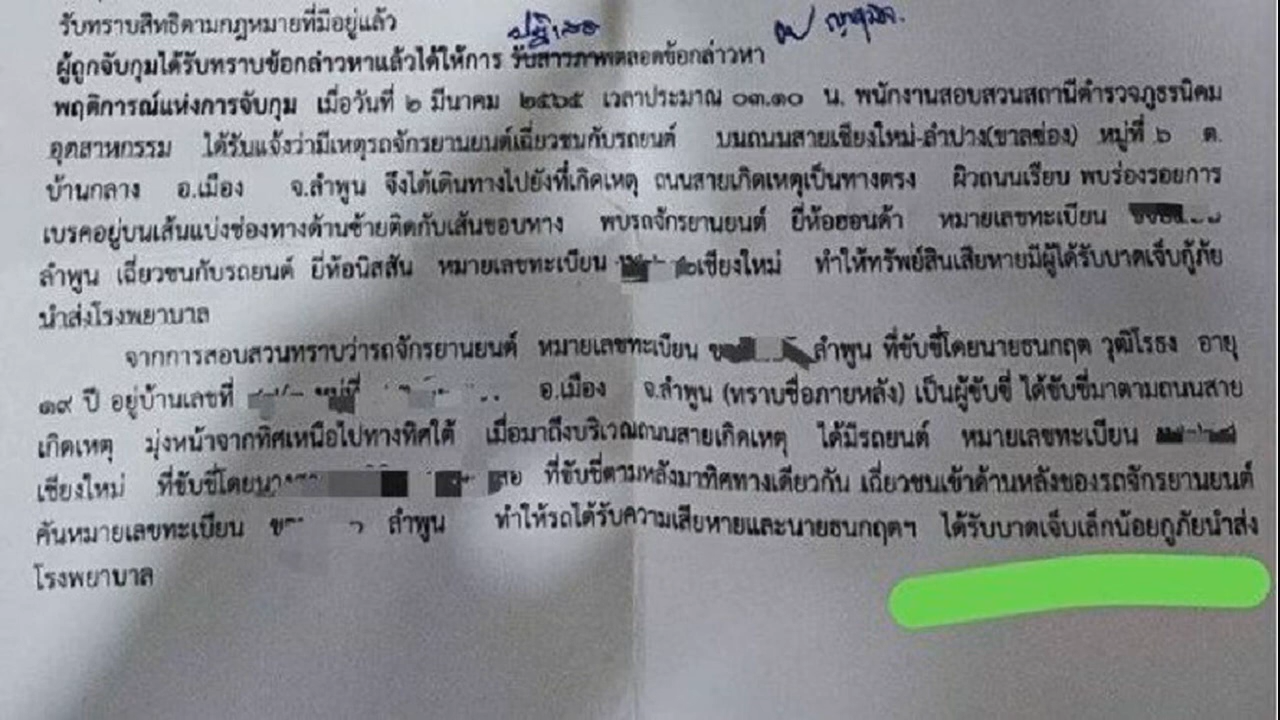 รับทราบสิทธิตามกฎหมายที่มีอยู่แล้ว
ปฏิเสธ
ผู้ถูกจับกุมได้รับทราบข้อกล่าวหาแล้วได้ให้การ รับสารภาพตลอดข้อกล่าวหา
พฤติการณ์แห่งการจับกุม เมื่อวันที่ ๒ มีนาคม ๒๕๖๕ เวลาประมาณ ๐๓.๑๐ น. พนักงานสอบสวนสถานีตำรวจภูธรนิคม
อุตสาหกรรม ได้รับแจ้งว่ามีเหตุรถจักรยานยนต์เฉี่ยวชนกับรถยนต์ บนถนนสายเชียงใหม่-ลำปาง(ขาล่อง) หมู่ที่ ๖ ต.
บ้านกลาง อ.เมือง จ.ลำพูน จึงได้เดินทางไปยังที่เกิดเหตุ ถนนสายเกิดเหตุเป็นทางตรง ผิวถนนเรียบ พบร่องรอยการ
เบรคอยู่บนเส้นแบ่งช่องทางด้านซ้ายติดกับเส้นขอบทาง พบรถจักรยานยนต์ ยี่ห้อฮอนด้า หมายเลขทะเบียน
ลำพูน เฉี่ยวชนกับรถยนต์ ยี่ห้อนิสสัน หมายเลขทะเบียน เชียงใหม่ ทำให้ทรัพย์สินเสียหายมีผู้ได้รับบาดเจ็บกู้ภัย
นำส่งโรงพยาบาล
จากการสอบสวนทราบว่ารถจักรยานยนต์ หมายเลขทะเบียน ลำพูน ที่ขับขี่โดยนายธนกฤต วุฒิโรธง อายุ
๑๙ ปี อยู่บ้านเลขที่ หมู่ที่ อ.เมือง จ.ลำพูน (ทราบชื่อภายหลัง) เป็นผู้ขับขี่ ได้ขับขี่มาตามถนนสาย
เกิดเหตุ มุ่งหน้าจากทิศเหนือไปทางทิศใต้ เมื่อมาถึงบริเวณถนนสายเกิดเหตุ ได้มีรถยนต์ หมายเลขทะเบียน
เชียงใหม่ ที่ขับขี่โดยนาง ที่ขับขี่ตามหลังมาทิศทางเดียวกัน เฉี่ยวชนเข้าด้านหลังของรถจักรยานยนต์
คันหมายเลขทะเบียน ลำพูน ทำให้รถได้รับความเสียหายและนายธนกฤตฯ ได้รับบาดเจ็บเล็กน้อยกูภัยนำส่ง
โรงพยาบาล